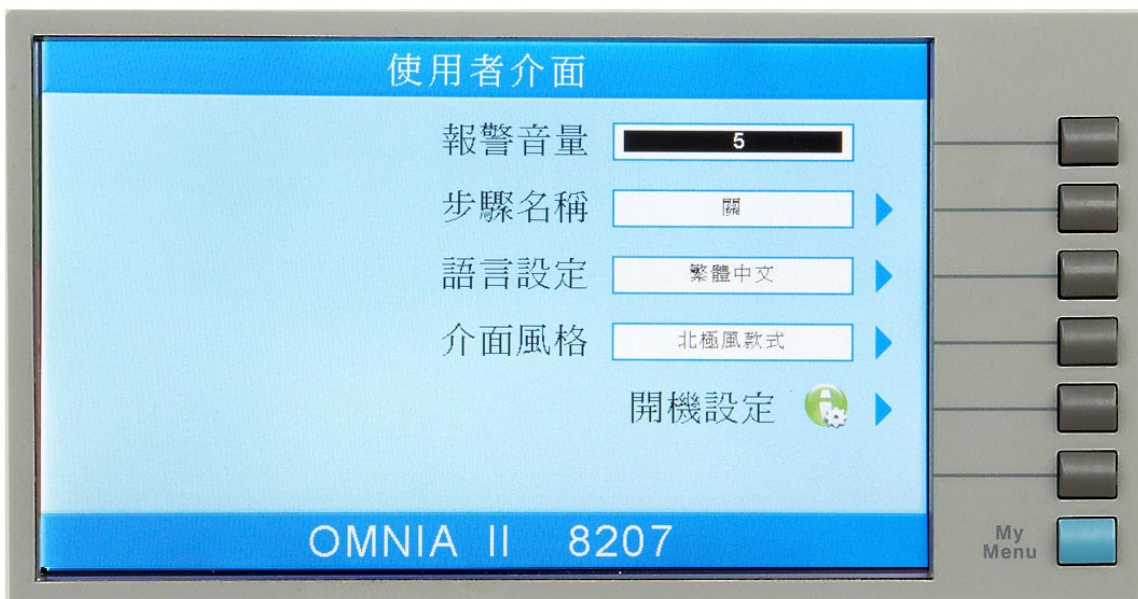 使用者介面
報警音量 5
步驟名稱 關
語言設定 繁體中文
介面風格 北極風款式
開機設定
OMNIA II 8207
My
Menu